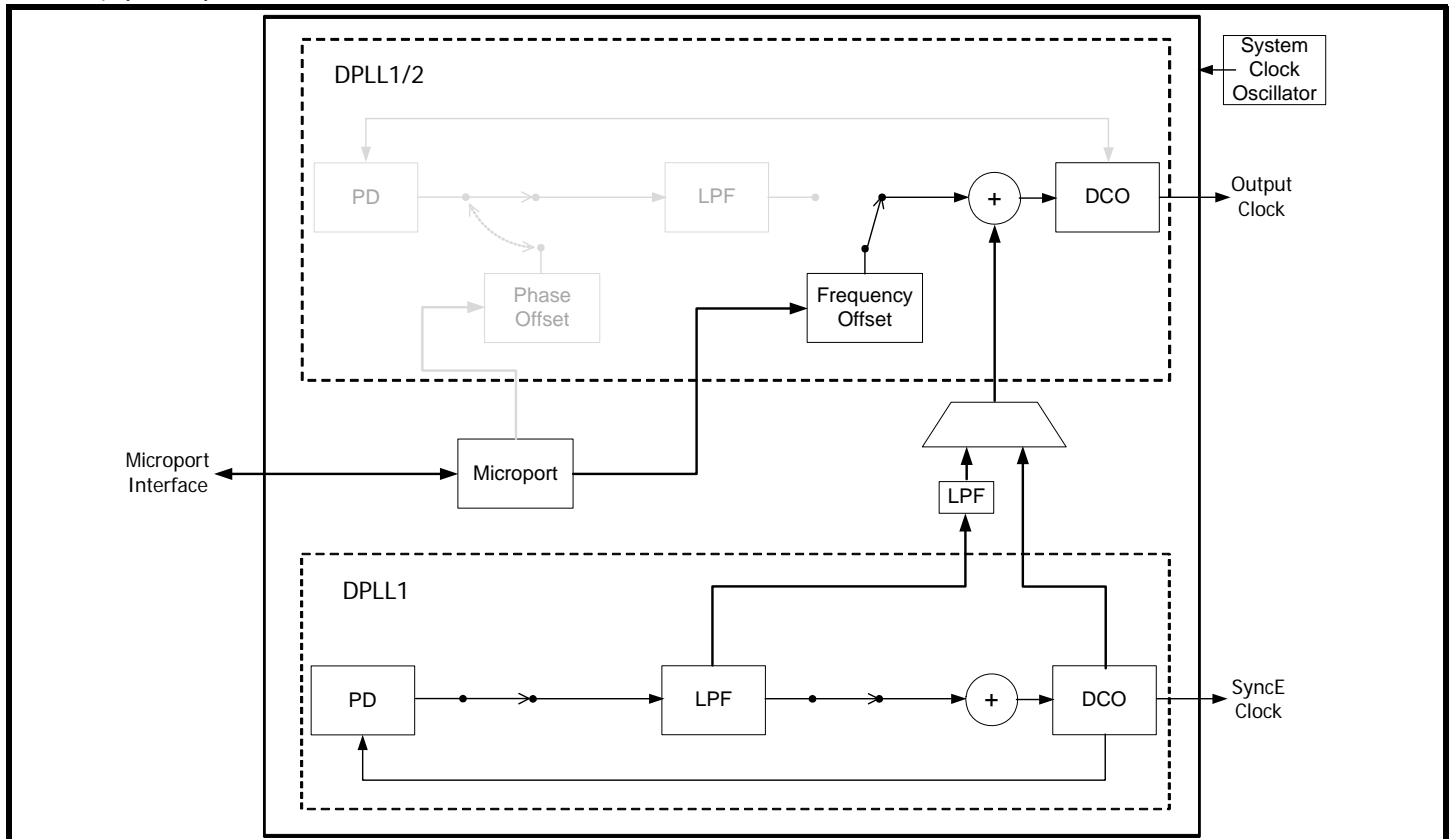 System
Clock
Oscillator
DPLL1/2
PD
LPF
+
DCO
Output
Clock
Phase
Offset
Frequency
Offset
Microport
Interface
Microport
LPF
DPLL1
PD
LPF
+
DCO
SyncE
Clock